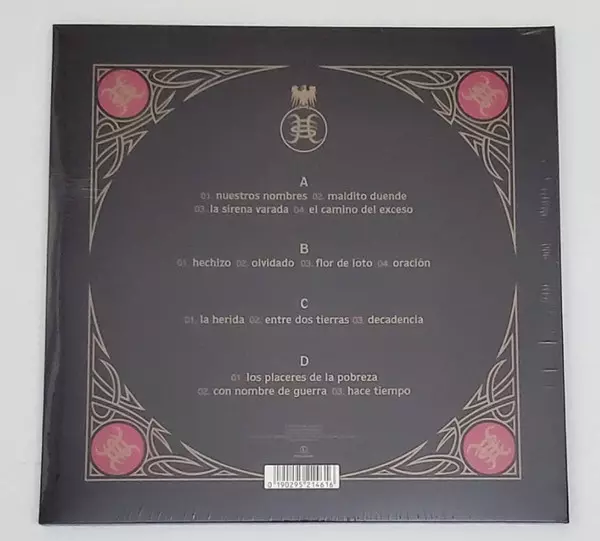 A
01. nuestros nombres 02. maldito duende
03. la sirena varada 04. el camino del exceso
B
01. hechizo 02. olvidado 03. flor de loto 04. oración
C
01. la herida 02. entre dos tierras 03. decadencia
D
01. los placeres de la pobreza
02. con nombre de guerra 03. hace tiempo
0 190295 214616